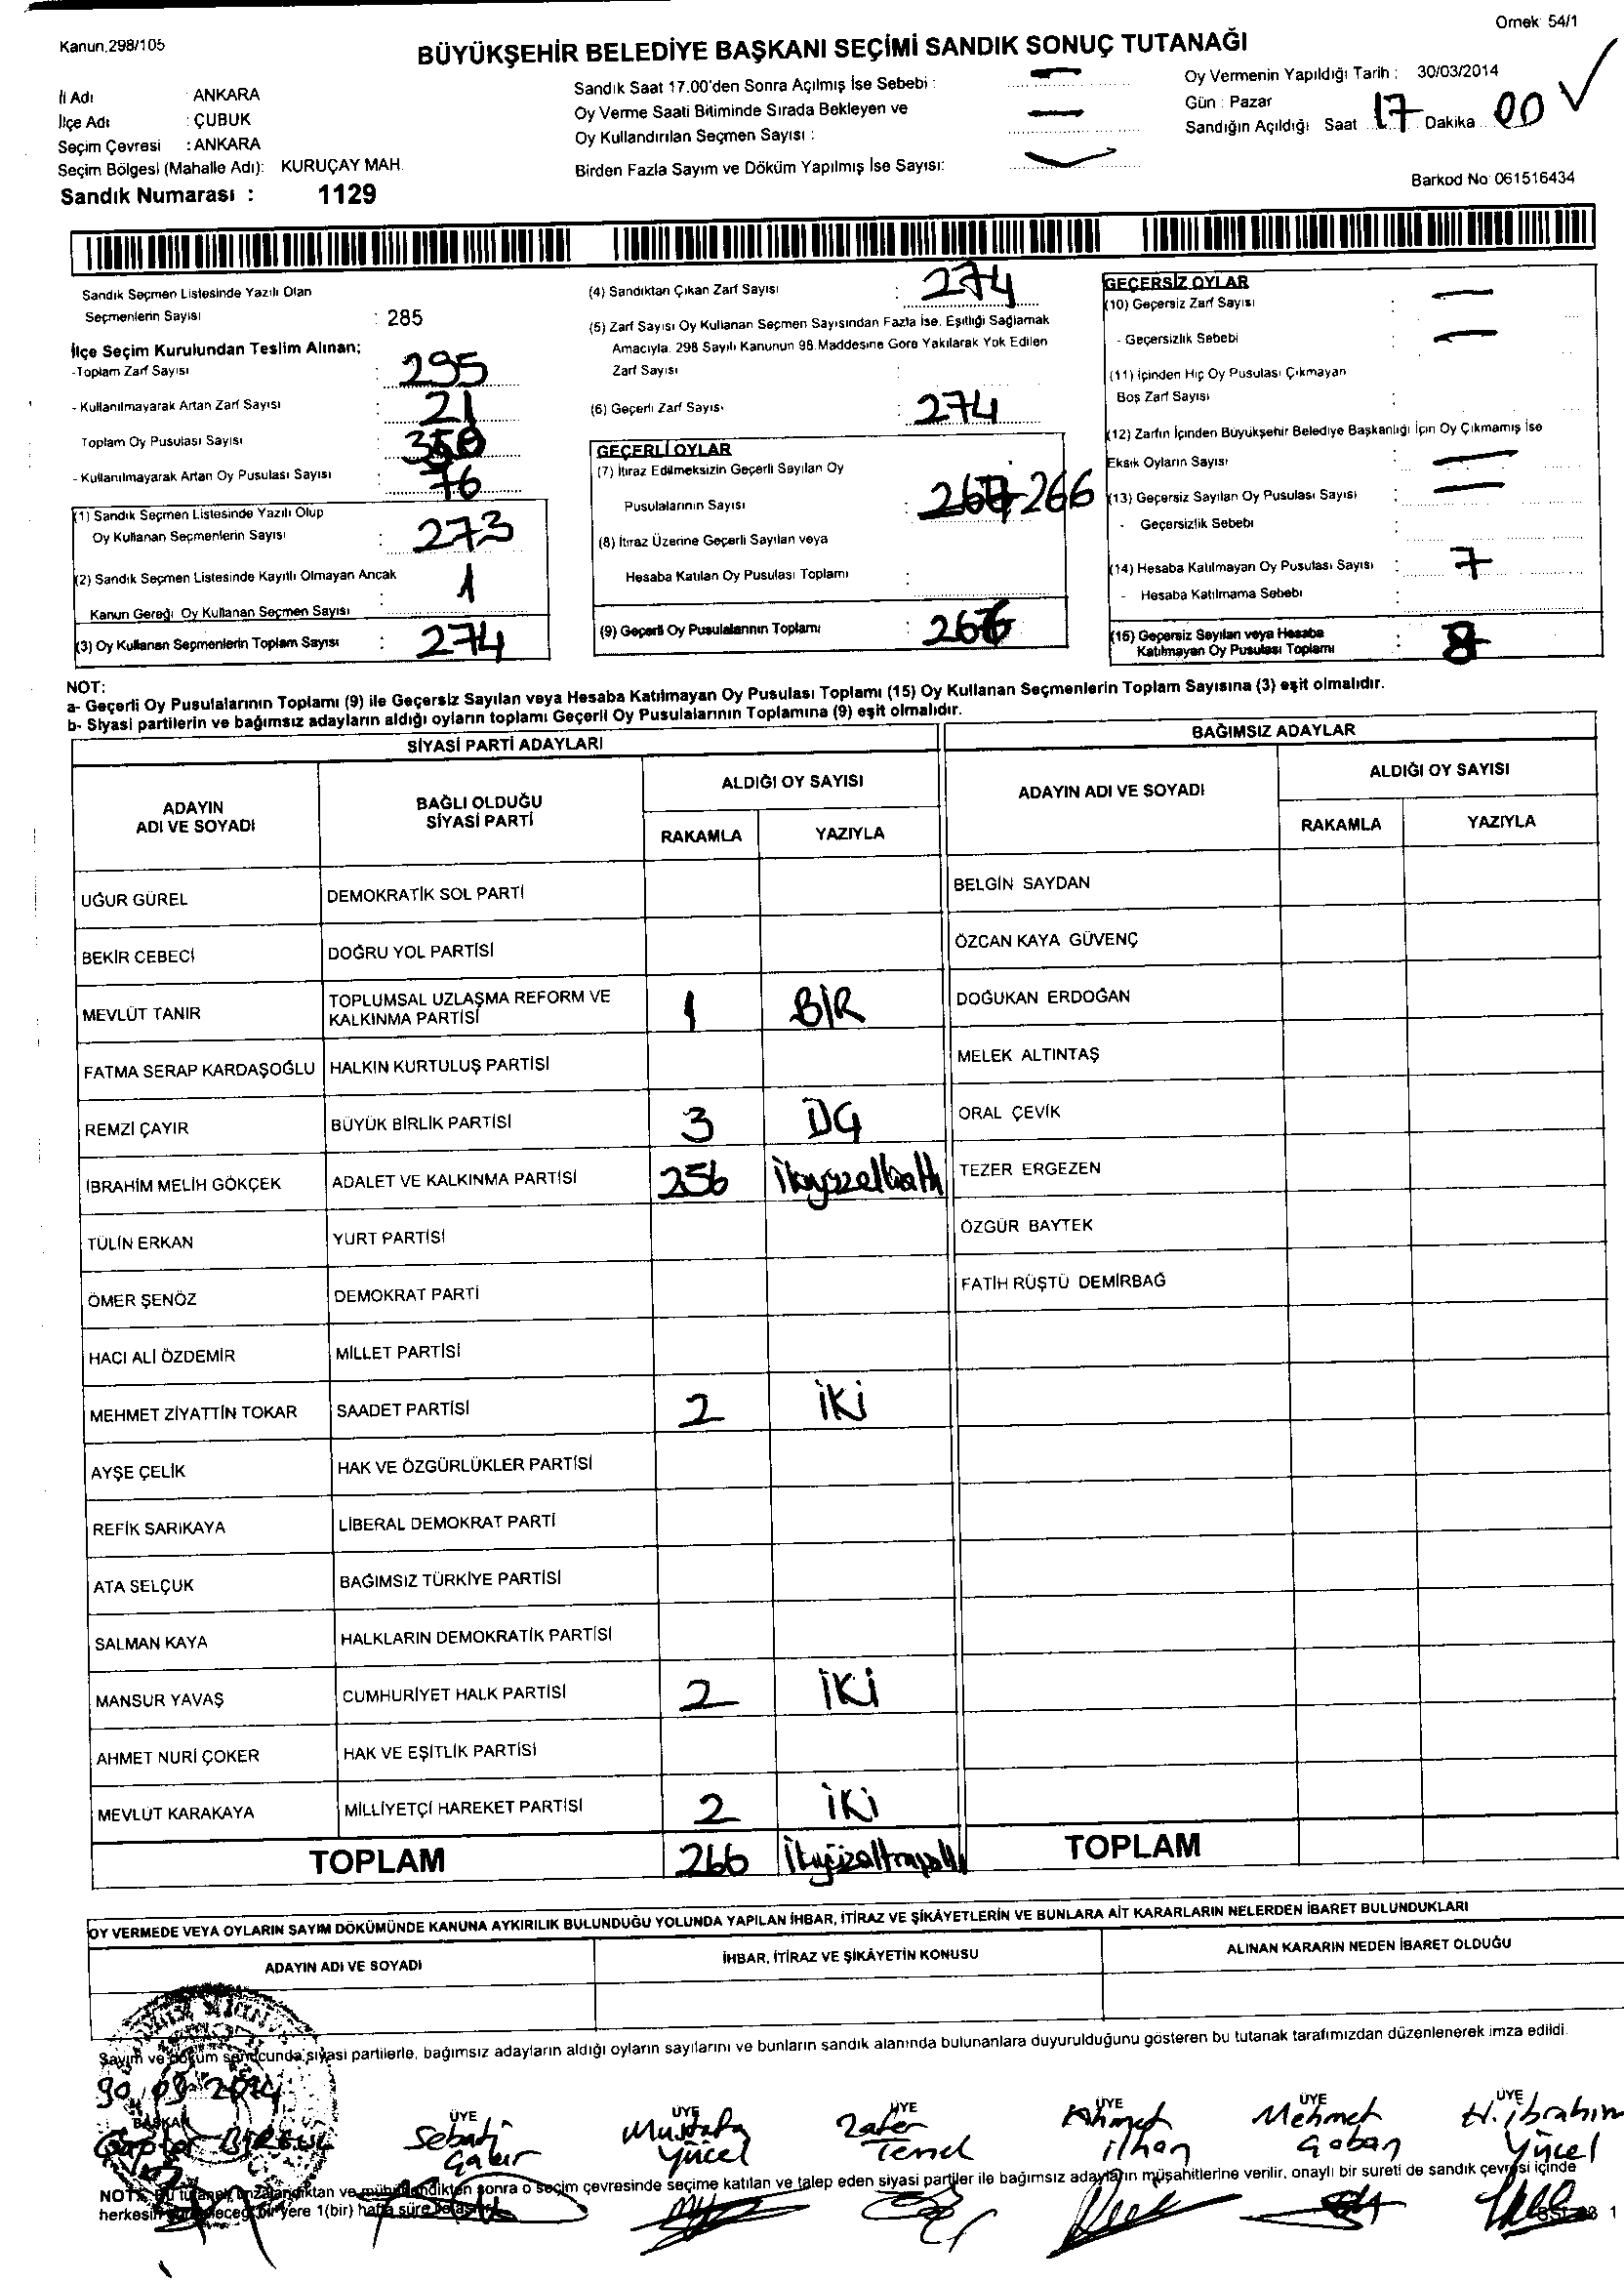 Kanun.298/105
Örnek 54/1
BÜYÜKŞEHİR BELEDİYE BAŞKANI SEÇİMİ SANDIK SONUÇ TUTANAĞI
İl Adı : ANKARA
İlçe Adı : ÇUBUK
Seçim Çevresi : ANKARA
Seçim Bölgesi (Mahalle Adı): KURUÇAY MAH.
Sandık Numarası : 1129
Sandık Saat 17.00'den Sonra Açılmış İse Sebebi : —
Oy Verme Saati Bitiminde Sırada Bekleyen ve
Oy Kullandırılan Seçmen Sayısı : —
Birden Fazla Sayım ve Döküm Yapılmış İse Sayısı:
Oy Vermenin Yapıldığı Tarih : 30/03/2014
Gün : Pazar
Sandığın Açıldığı Saat 17 Dakika 00
Barkod No: 061516434
Sandık Seçmen Listesinde Yazılı Olan
Seçmenlerin Sayısı : 285
İlçe Seçim Kurulundan Teslim Alınan;
-Toplam Zarf Sayısı : 295
- Kullanılmayarak Artan Zarf Sayısı : 21
Toplam Oy Pusulası Sayısı : 350
- Kullanılmayarak Artan Oy Pusulası Sayısı 76
(1) Sandık Seçmen Listesinde Yazılı Olup
Oy Kullanan Seçmenlerin Sayısı : 273
(2) Sandık Seçmen Listesinde Kayıtlı Olmayan Ancak
Kanun Gereği Oy Kullanan Seçmen Sayısı : 1
(3) Oy Kullanan Seçmenlerin Toplam Sayısı : 274
(4) Sandıktan Çıkan Zarf Sayısı : 274
(5) Zarf Sayısı Oy Kullanan Seçmen Sayısından Fazla İse, Eşitliği Sağlamak
Amacıyla, 298 Sayılı Kanunun 98.Maddesine Göre Yakılarak Yok Edilen
Zarf Sayısı :
(6) Geçerli Zarf Sayısı : 274
GEÇERLİ OYLAR
(7) İtiraz Edilmeksizin Geçerli Sayılan Oy
Pusulalarının Sayısı : 266
(8) İtiraz Üzerine Geçerli Sayılan veya
Hesaba Katılan Oy Pusulası Toplamı :
(9) Geçerli Oy Pusulalarının Toplamı : 266
GEÇERSİZ OYLAR
(10) Geçersiz Zarf Sayısı : —
- Geçersizlik Sebebi : —
(11) İçinden Hiç Oy Pusulası Çıkmayan
Boş Zarf Sayısı :
(12) Zarfın İçinden Büyükşehir Belediye Başkanlığı İçin Oy Çıkmamış İse
Eksik Oyların Sayısı : —
(13) Geçersiz Sayılan Oy Pusulası Sayısı : —
- Geçersizlik Sebebi
(14) Hesaba Katılmayan Oy Pusulası Sayısı : 7
- Hesaba Katılmama Sebebi :
(15) Geçersiz Sayılan veya Hesaba
Katılmayan Oy Pusulası Toplamı : 8
NOT:
a- Geçerli Oy Pusulalarının Toplamı (9) ile Geçersiz Sayılan veya Hesaba Katılmayan Oy Pusulası Toplamı (15) Oy Kullanan Seçmenlerin Toplam Sayısına (3) eşit olmalıdır.
b- Siyasi partilerin ve bağımsız adayların aldığı oyların toplamı Geçerli Oy Pusulalarının Toplamına (9) eşit olmalıdır.
SİYASİ PARTİ ADAYLARI
BAĞIMSIZ ADAYLAR
ADAYIN ADI VE SOYADI
BAĞLI OLDUĞU SİYASİ PARTİ
ALDIĞI OY SAYISI
RAKAMLA YAZIYLA
ADAYIN ADI VE SOYADI
ALDIĞI OY SAYISI
RAKAMLA YAZIYLA
UĞUR GÜREL DEMOKRATİK SOL PARTİ BELGİN SAYDAN
BEKİR CEBECİ DOĞRU YOL PARTİSİ ÖZCAN KAYA GÜVENÇ
MEVLÜT TANIR TOPLUMSAL UZLAŞMA REFORM VE KALKINMA PARTİSİ 1 BİR DOĞUKAN ERDOĞAN
FATMA SERAP KARDAŞOĞLU HALKIN KURTULUŞ PARTİSİ MELEK ALTINTAŞ
REMZİ ÇAYIR BÜYÜK BİRLİK PARTİSİ 3 ORAL ÇEVİK
İBRAHİM MELİH GÖKÇEK ADALET VE KALKINMA PARTİSİ 256 TEZER ERGEZEN
TÜLİN ERKAN YURT PARTİSİ ÖZGÜR BAYTEK
ÖMER ŞENÖZ DEMOKRAT PARTİ FATİH RÜŞTÜ DEMİRBAĞ
HACI ALİ ÖZDEMİR MİLLET PARTİSİ
MEHMET ZİYATTİN TOKAR SAADET PARTİSİ 2 İKİ
AYŞE ÇELİK HAK VE ÖZGÜRLÜKLER PARTİSİ
REFİK SARIKAYA LİBERAL DEMOKRAT PARTİ
ATA SELÇUK BAĞIMSIZ TÜRKİYE PARTİSİ
SALMAN KAYA HALKLARIN DEMOKRATİK PARTİSİ
MANSUR YAVAŞ CUMHURİYET HALK PARTİSİ 2 İKİ
AHMET NURİ ÇOKER HAK VE EŞİTLİK PARTİSİ
MEVLÜT KARAKAYA MİLLİYETÇİ HAREKET PARTİSİ 2 İKİ
TOPLAM 266 TOPLAM
OY VERMEDE VEYA OYLARIN SAYIM DÖKÜMÜNDE KANUNA AYKIRILIK BULUNDUĞU YOLUNDA YAPILAN İHBAR, İTİRAZ VE ŞİKÂYETLERİN VE BUNLARA AİT KARARLARIN NELERDEN İBARET BULUNDUKLARI
ADAYIN ADI VE SOYADI İHBAR, İTİRAZ VE ŞİKÂYETİN KONUSU ALINAN KARARIN NEDEN İBARET OLDUĞU
Sayım ve döküm sonucunda siyasi partilerle, bağımsız adayların aldığı oyların sayılarını ve bunların sandık alanında bulunanlara duyurulduğunu gösteren bu tutanak tarafımızdan düzenlenerek imza edildi.
30.03.2014
BAŞKAN ÜYE ÜYE ÜYE ÜYE ÜYE ÜYE
Mustafa Yücel
Zafer Temel
Ahmet ilhan
Mehmet Çoban
H.ibrahim Yücel
NOT: Bu tutanak imzalandıktan ve mühürlendikten sonra o seçim çevresinde seçime katılan ve talep eden siyasi partiler ile bağımsız adayların müşahitlerine verilir, onaylı bir sureti de sandık çevresi içinde
1(bir) hafta süre